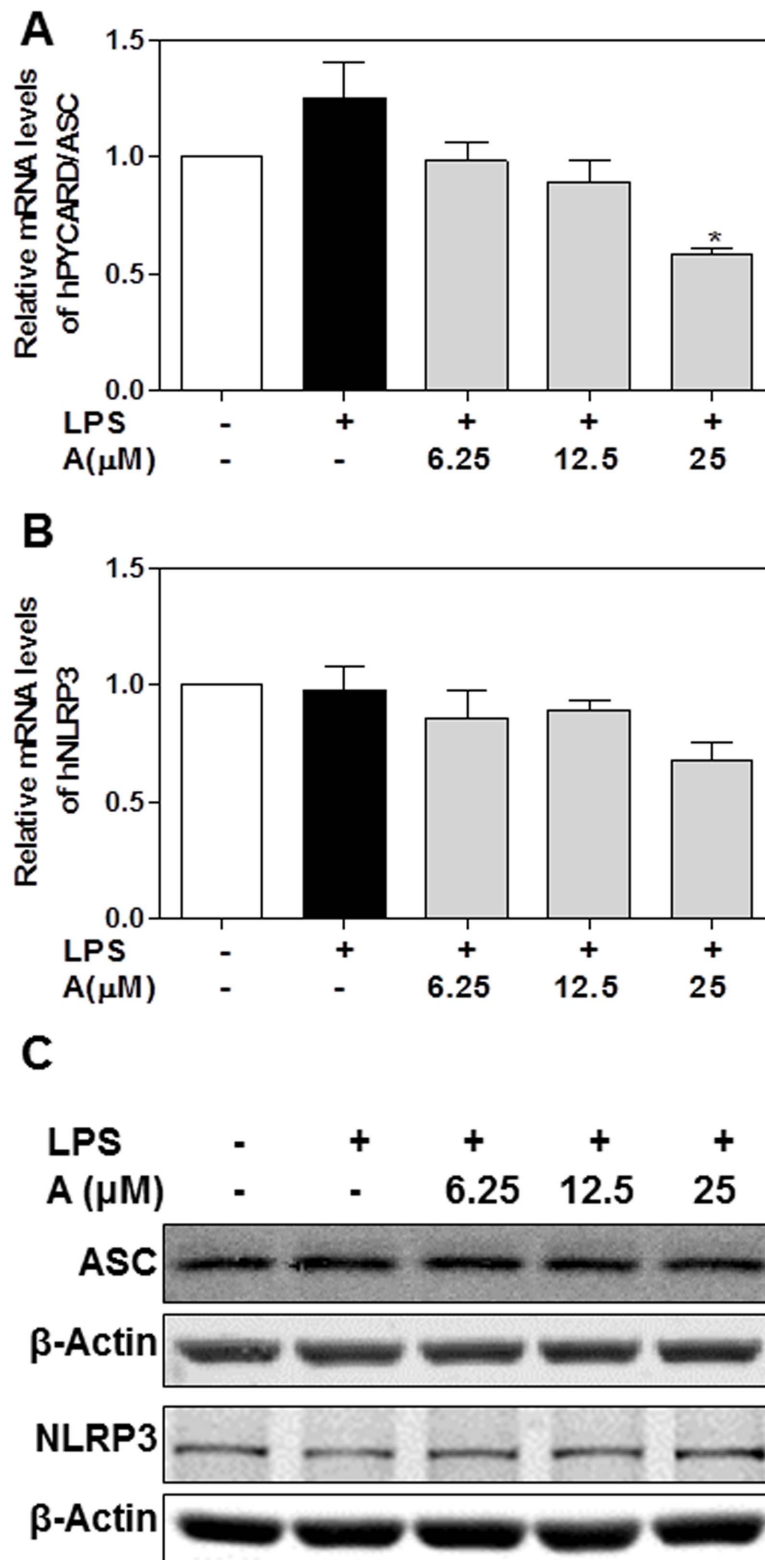 A
Relative mRNA levels
of hPYCARD/ASC
1.5
1.0
0.5
0.0
*
LPS - + + + +
A(μM) - - 6.25 12.5 25
B
Relative mRNA levels
of hNLRP3
1.5
1.0
0.5
0.0
LPS - + + + +
A(μM) - - 6.25 12.5 25
C
LPS - + + + +
A (μM) - - 6.25 12.5 25
ASC
β-Actin
NLRP3
β-Actin